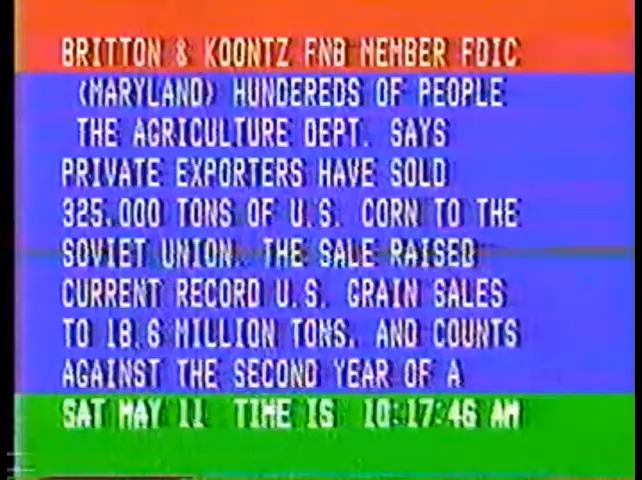 BRITTON & KOONTZ FNB MEMBER FDIC
(MARYLAND) HUNDEREDS OF PEOPLE
THE AGRICULTURE DEPT. SAYS
PRIVATE EXPORTERS HAVE SOLD
325,000 TONS OF U.S. CORN TO THE
SOVIET UNION. THE SALE RAISED
CURRENT RECORD U.S. GRAIN SALES
TO 18.6 MILLION TONS, AND COUNTS
AGAINST THE SECOND YEAR OF A
SAT MAY 11 TIME IS 10:17:46 AM